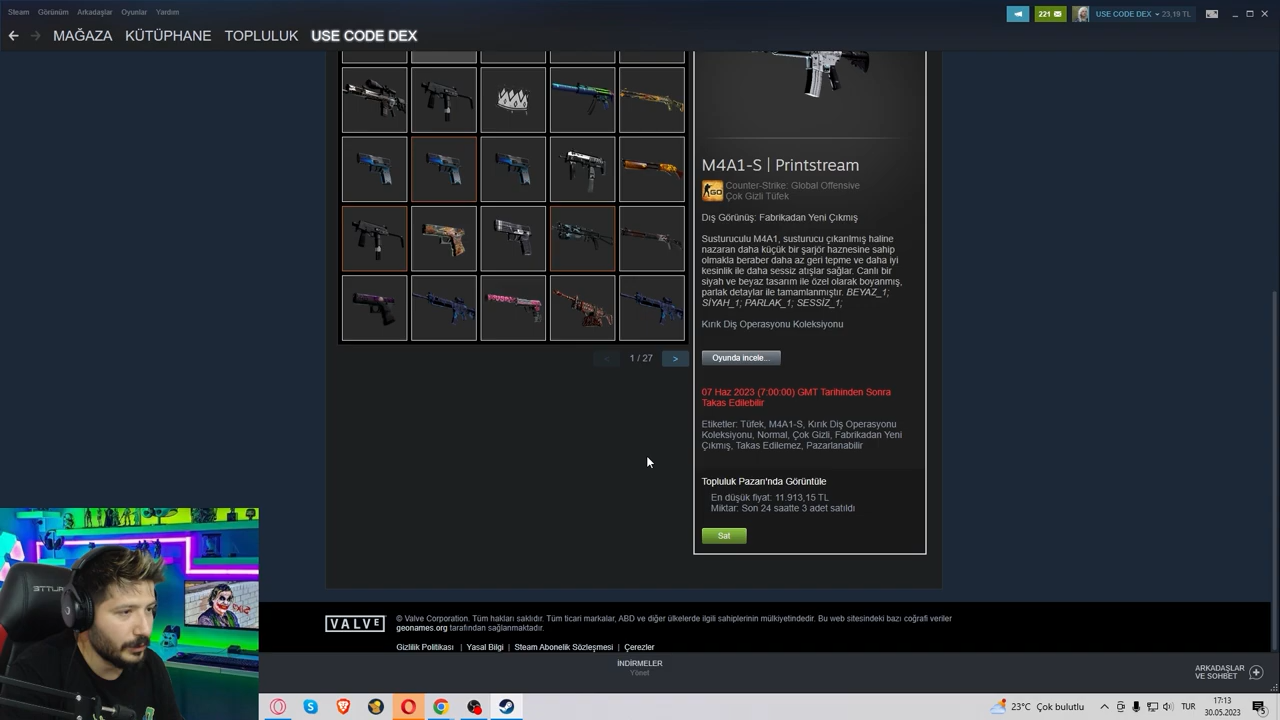 Steam Görünüm Arkadaşlar Oyunlar Yardım
221 USE CODE DEX 23,19 TL
MAĞAZA KÜTÜPHANE TOPLULUK USE CODE DEX
M4A1-S | Printstream
Counter-Strike: Global Offensive
Çok Gizli Tüfek
Dış Görünüş: Fabrikadan Yeni Çıkmış
Susturuculu M4A1, susturucu çıkarılmış haline
nazaran daha küçük bir şarjör haznesine sahip
olmakla beraber daha az geri tepme ve daha iyi
kesinlik ile daha sessiz atışlar sağlar. Canlı bir
siyah ve beyaz tasarım ile özel olarak boyanmış,
parlak detaylar ile tamamlanmıştır. BEYAZ_1;
SİYAH_1; PARLAK_1; SESSİZ_1;
Kırık Diş Operasyonu Koleksiyonu
< 1 / 27 >
Oyunda incele...
07 Haz 2023 (7:00:00) GMT Tarihinden Sonra
Takas Edilebilir
Etiketler: Tüfek, M4A1-S, Kırık Diş Operasyonu
Koleksiyonu, Normal, Çok Gizli, Fabrikadan Yeni
Çıkmış, Takas Edilemez, Pazarlanabilir
Topluluk Pazarı'nda Görüntüle
En düşük fiyat: 11.913,15 TL
Miktar: Son 24 saatte 3 adet satıldı
Sat
VALVE
© Valve Corporation. Tüm hakları saklıdır. Tüm ticari markalar, ABD ve diğer ülkelerde ilgili sahiplerinin mülkiyetindedir. Bu web sitesindeki bazı coğrafi veriler
geonames.org tarafından sağlanmaktadır.
Gizlilik Politikası | Yasal Bilgi | Steam Abonelik Sözleşmesi | Çerezler
İNDİRMELER
Yönet
ARKADAŞLAR
VE SOHBET
23°C Çok bulutlu
TUR
17:13
30.05.2023